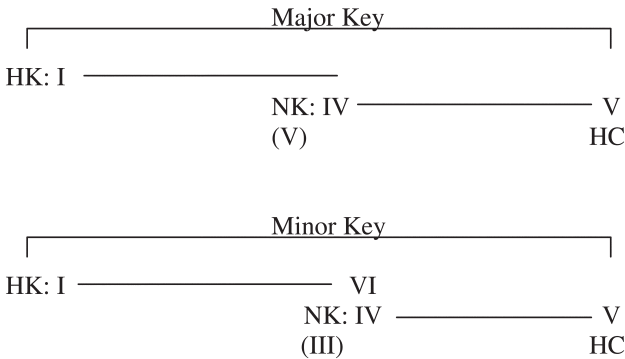 Major Key
HK: I
NK: IV V
(V) HC
Minor Key
HK: I VI
NK: IV V
(III) HC